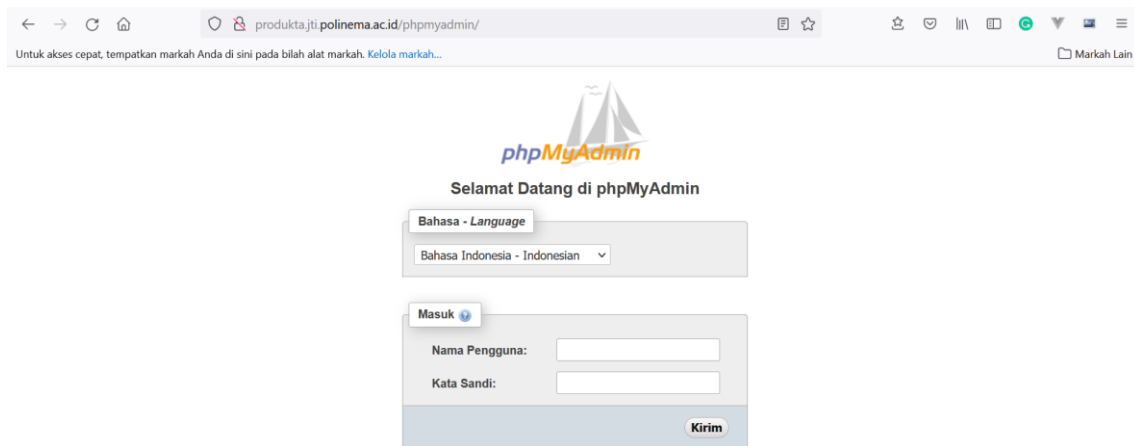 produkta.jti.polinema.ac.id/phpmyadmin/
Untuk akses cepat, tempatkan markah Anda di sini pada bilah alat markah. Kelola markah...
Markah Lain
phpMyAdmin
Selamat Datang di phpMyAdmin
Bahasa - Language
Bahasa Indonesia - Indonesian
Masuk
Nama Pengguna:
Kata Sandi:
Kirim